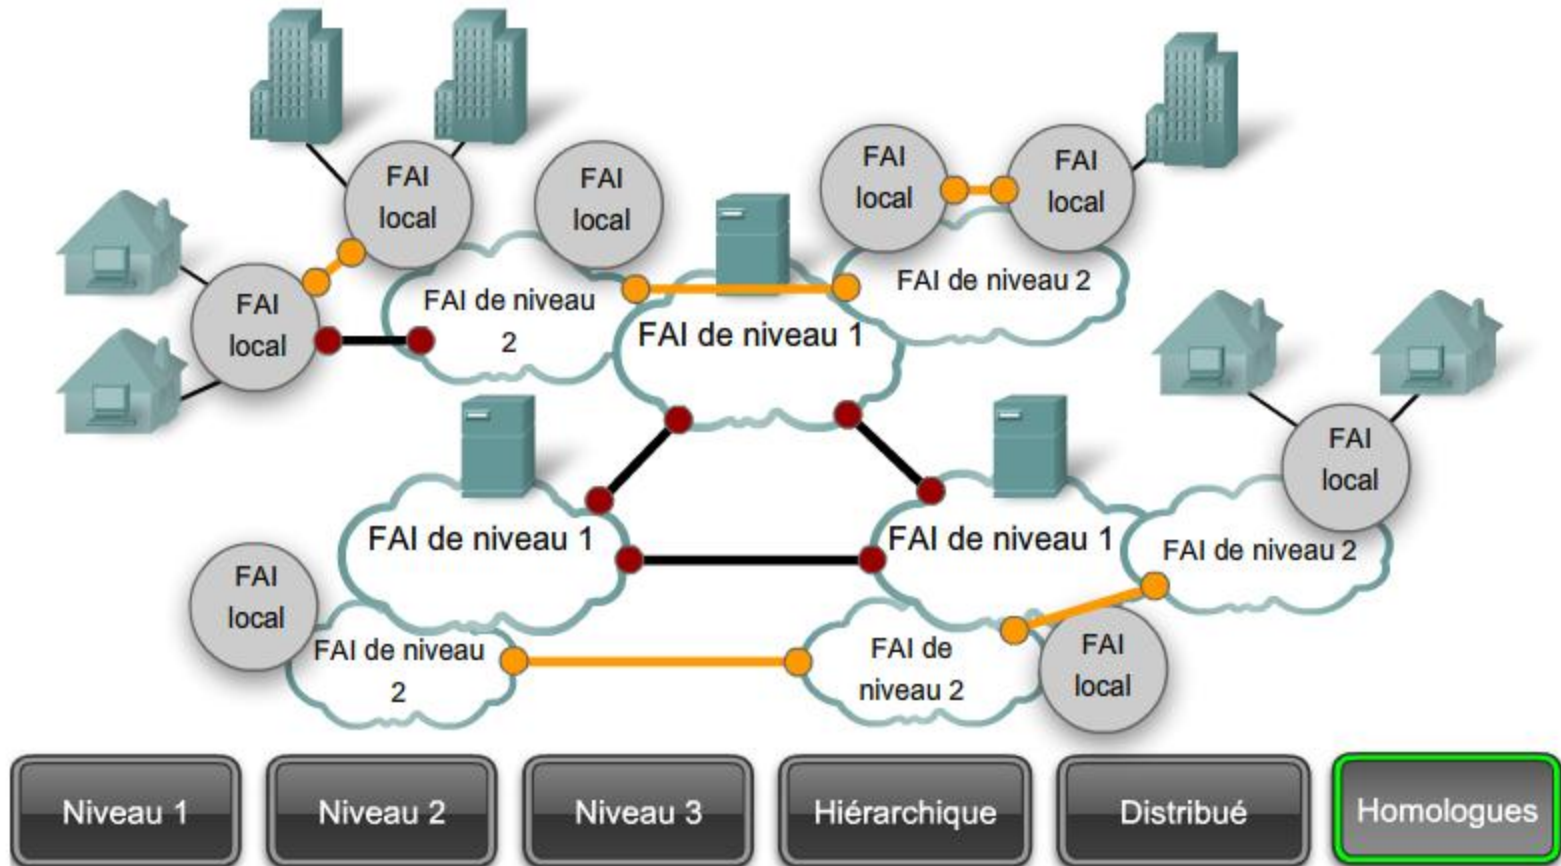 FAI
local
FAI
local
FAI
local
FAI
local
FAI
local
FAI de niveau
2
FAI de niveau 1
FAI de niveau 2
FAI de niveau 1
FAI de niveau 1
FAI de niveau 2
FAI
local
FAI
local
FAI de niveau
2
FAI de
niveau 2
FAI
local
Niveau 1
Niveau 2
Niveau 3
Hiérarchique
Distribué
Homologues